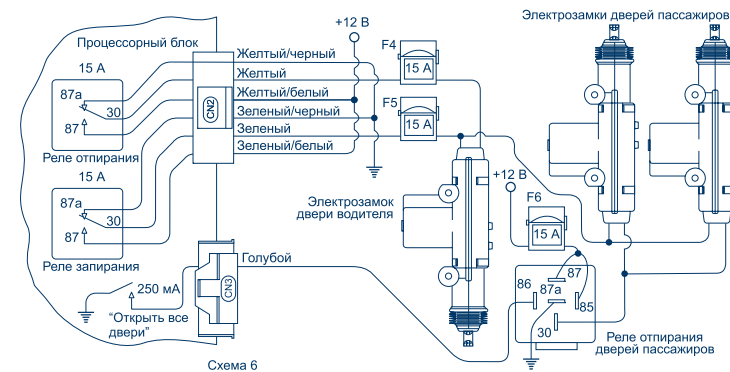 Электрозамки дверей пассажиров
+12 В
Процессорный блок
F4
15 А
Желтый/черный
Желтый
Желтый/белый
Зеленый/черный
Зеленый
Зеленый/белый
CN2
15 А
87а
30
87
Реле отпирания
F5
15 А
15 А
87а
30
87
Реле запирания
Электрозамок
двери водителя
+12 В
F6
15 А
Голубой
CN3
250 мА
“Открыть все
двери”
86
87
87а
85
30
Реле отпирания
дверей пассажиров
Схема 6